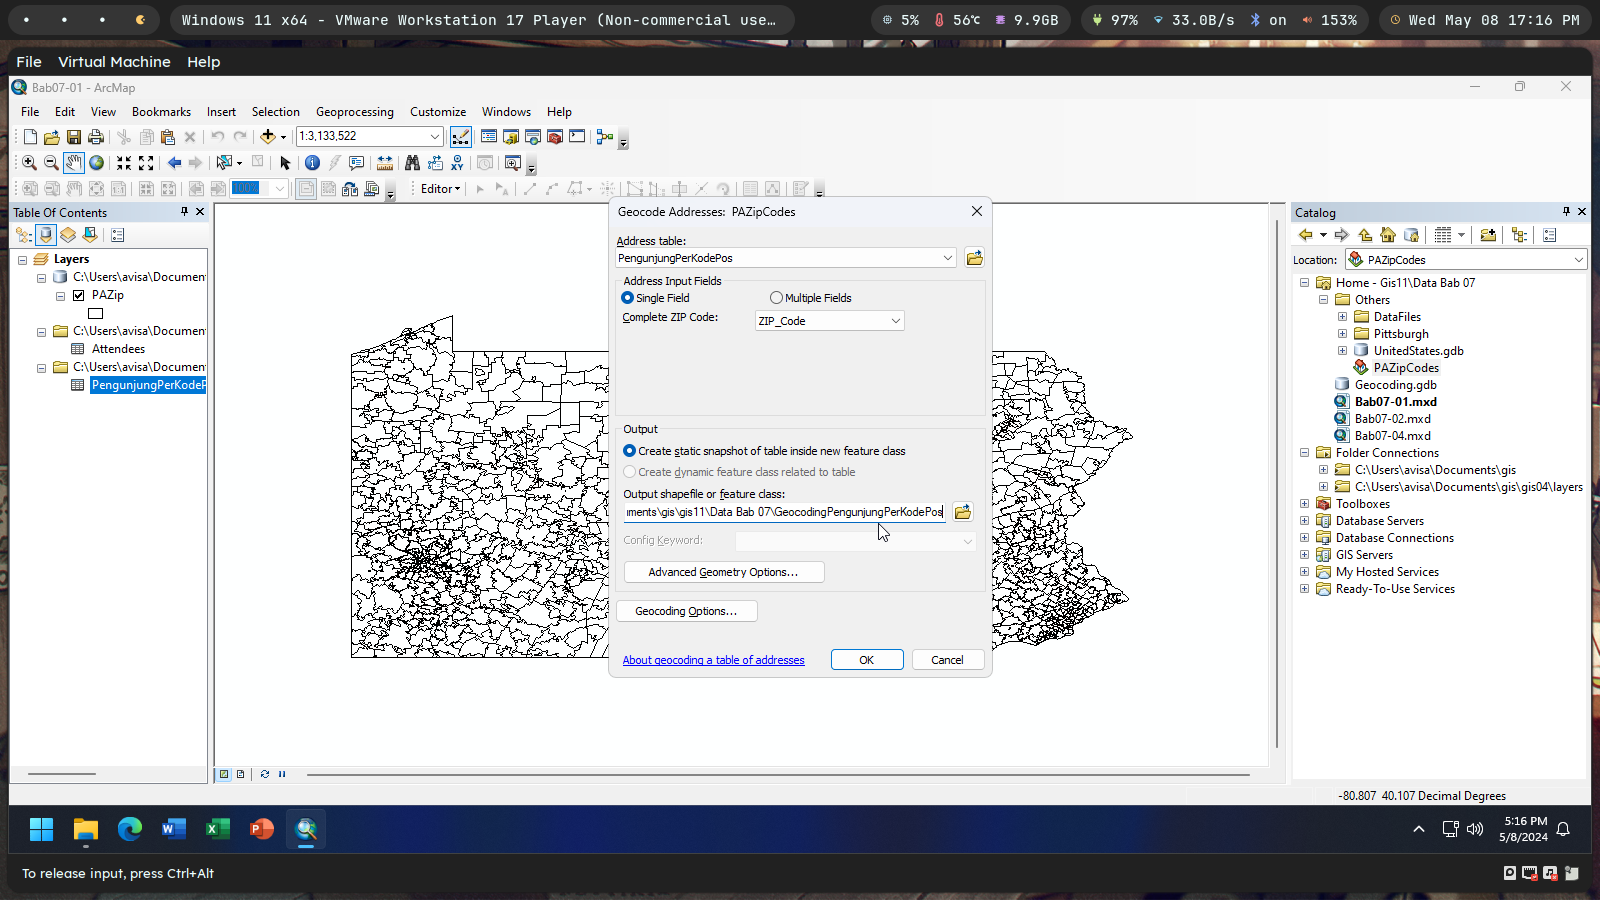 Windows 11 x64 - VMware Workstation 17 Player (Non-commercial use…
5%
56℃
9.9GB
97%
33.0B/s
on
153%
Wed May 08 17:16 PM
File Virtual Machine Help
Bab07-01 - ArcMap
File Edit View Bookmarks Insert Selection Geoprocessing Customize Windows Help
1:3,133,522
100%
Editor
Table Of Contents
Layers
C:\Users\avisa\Documen
PAZip
C:\Users\avisa\Documen
Attendees
C:\Users\avisa\Documen
PengunjungPerKodeP
Geocode Addresses: PAZipCodes
Address table:
PengunjungPerKodePos
Address Input Fields
Single Field
Multiple Fields
Complete ZIP Code:
ZIP_Code
Output
Create static snapshot of table inside new feature class
Create dynamic feature class related to table
Output shapefile or feature class:
uments\gis\gis11\Data Bab 07\GeocodingPengunjungPerKodePos
Config Keyword:
Advanced Geometry Options...
Geocoding Options...
About geocoding a table of addresses
OK
Cancel
Catalog
Location:
PAZipCodes
Home - Gis11\Data Bab 07
Others
DataFiles
Pittsburgh
UnitedStates.gdb
PAZipCodes
Geocoding.gdb
Bab07-01.mxd
Bab07-02.mxd
Bab07-04.mxd
Folder Connections
C:\Users\avisa\Documents\gis
C:\Users\avisa\Documents\gis\gis04\layers
Toolboxes
Database Servers
Database Connections
GIS Servers
My Hosted Services
Ready-To-Use Services
-80.807 40.107 Decimal Degrees
5:16 PM
5/8/2024
To release input, press Ctrl+Alt